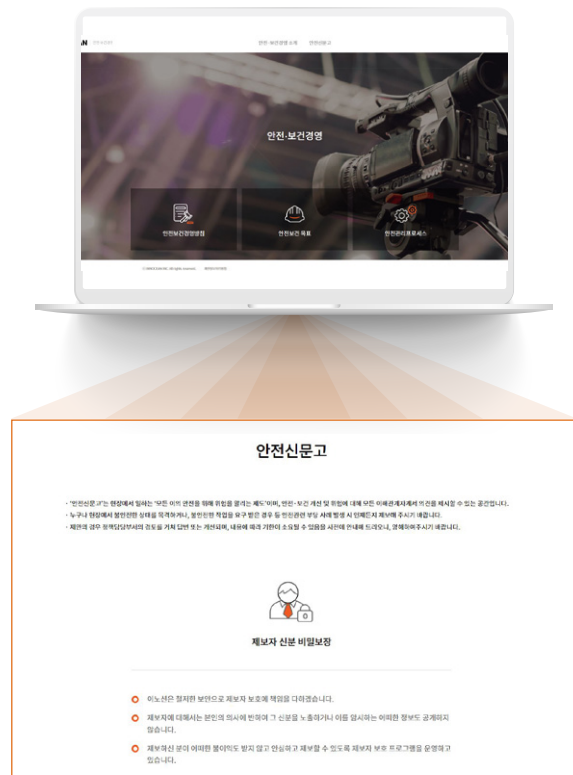 안전·보건경영 소개 안전신문고
안전·보건경영
안전보건경영방침
안전보건 목표
안전관리프로세스
안전신문고
· '안전신문고'는 현장에서 일하는 '모든 이의 안전을 위해 위험을 알리는 제도'이며, 안전·보건 개선 및 위험에 대해 모든 이해관계자께서 의견을 제시할 수 있는 공간입니다.
· 누구나 현장에서 불안전한 상태를 목격하거나, 불안전한 작업을 요구 받은 경우 등 안전관련 부당 사례 발생 시 언제든지 제보해 주시기 바랍니다.
· 제안의 경우 정책담당부서의 검토를 거쳐 답변 또는 개선되며, 내용에 따라 기한이 소요될 수 있음을 사전에 안내해 드리오니, 양해하여주시기 바랍니다.
제보자 신분 비밀보장
이노션은 철저한 보안으로 제보자 보호에 책임을 다하겠습니다.
제보자에 대해서는 본인의 의사에 반하여 그 신분을 노출하거나 이를 암시하는 어떠한 정보도 공개하지
않습니다.
제보하신 분이 어떠한 불이익도 받지 않고 안심하고 제보할 수 있도록 제보자 보호 프로그램을 운영하고
있습니다.